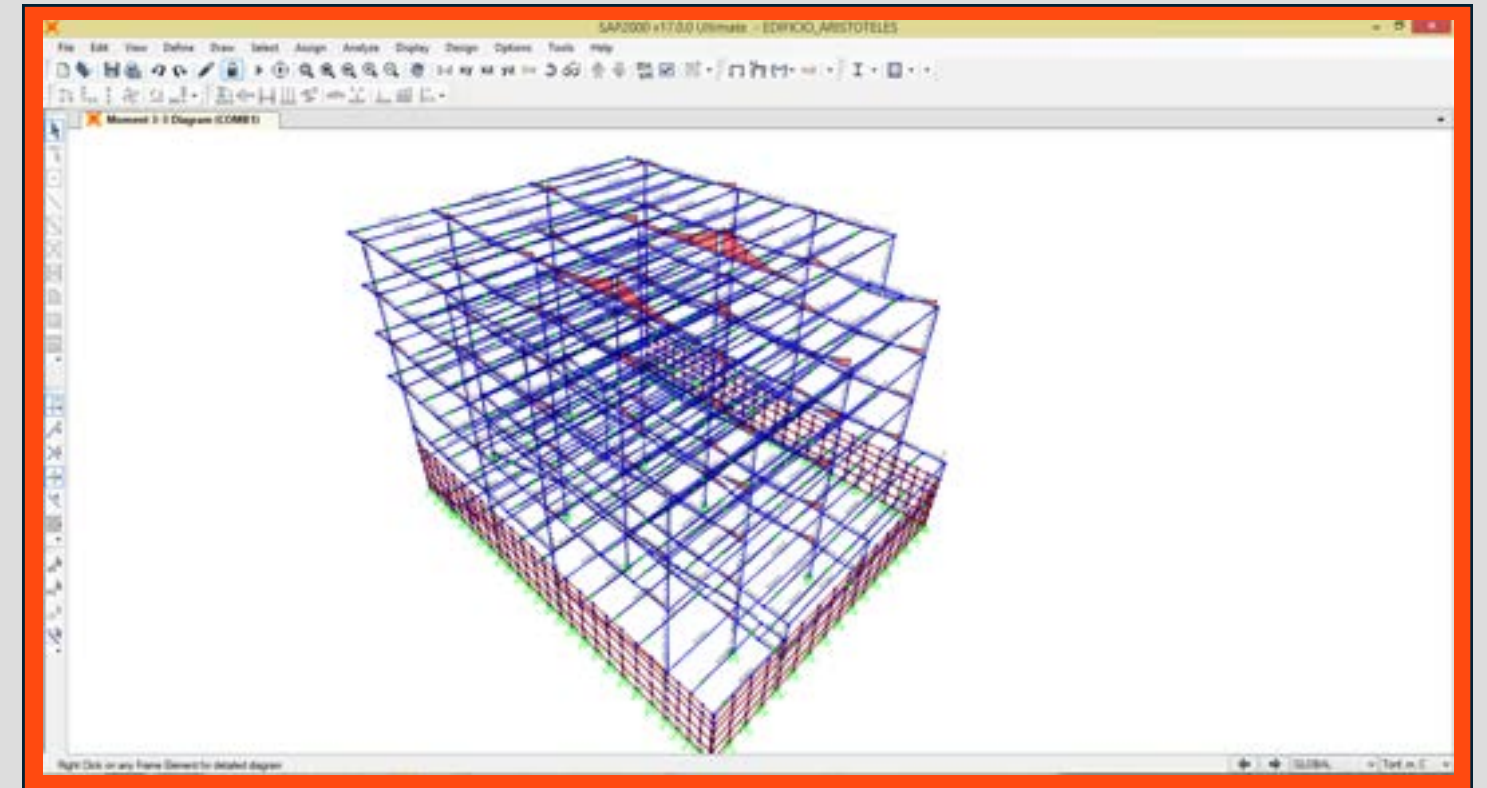 SAP2000 v17.0.0 Ultimate - EDIFICIO_ARISTOTELES
File Edit View Define Draw Select Assign Analyze Display Design Options Tools Help
Moment 3-3 Diagram (COMB1)
Right Click on any Frame Element for detailed diagram
GLOBAL
Tonf, m, C